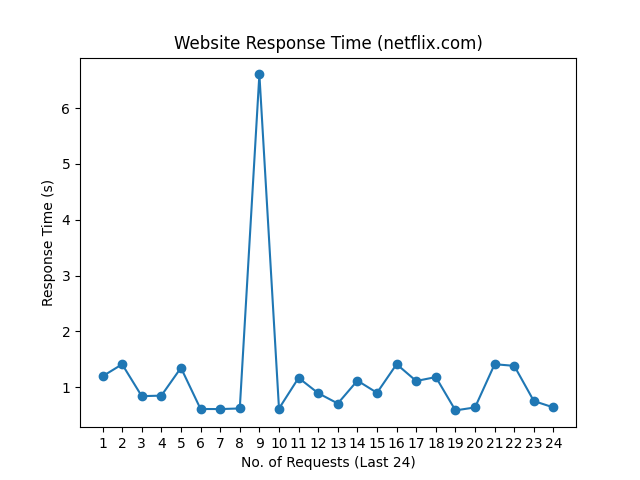 Website Response Time (netflix.com)
Response Time (s)
6
5
4
3
2
1
1 2 3 4 5 6 7 8 9 10 11 12 13 14 15 16 17 18 19 20 21 22 23 24
No. of Requests (Last 24)